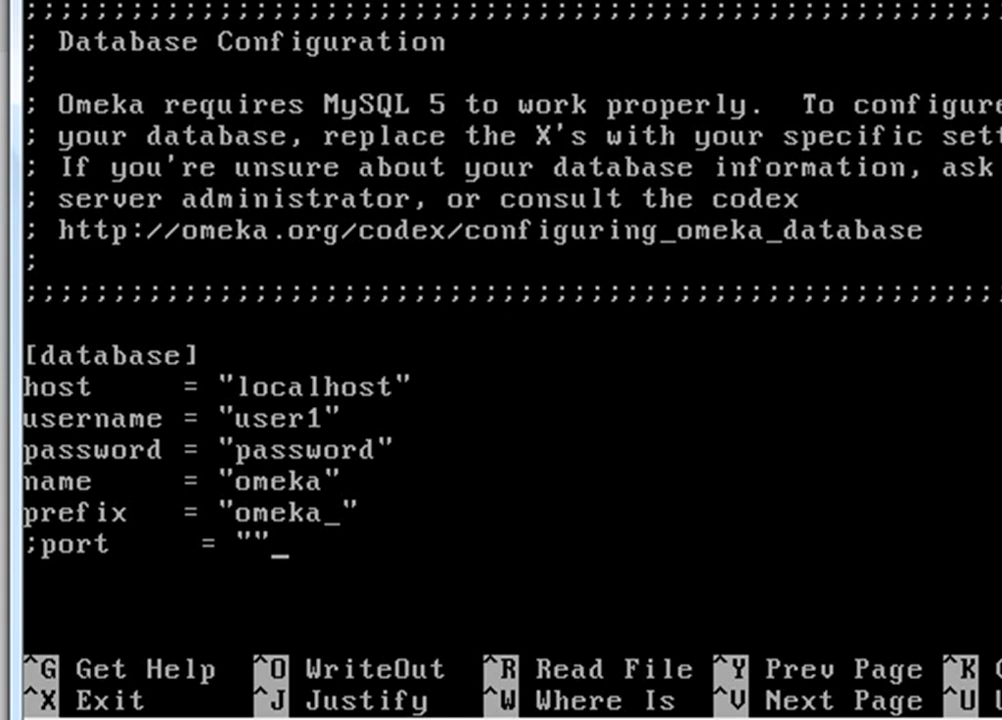 ;;;;;;;;;;;;;;;;;;;;;;;;;;;;;;;;;;;;;;;;;;;;;;;;;;;;;;;
; Database Configuration
;
; Omeka requires MySQL 5 to work properly.  To configure
; your database, replace the X's with your specific
; If you're unsure about your database information, ask
; server administrator, or consult the codex
; http://omeka.org/codex/configuring_omeka_database
;
;;;;;;;;;;;;;;;;;;;;;;;;;;;;;;;;;;;;;;;;;;;;;;;;;;;;;;;
[database]
host     = "localhost"
username = "user1"
password = "password"
name     = "omeka"
prefix   = "omeka_"
;port     = ""_
^G Get Help  ^O WriteOut  ^R Read File  ^Y Prev Page  ^K
^X Exit      ^J Justify   ^W Where Is   ^V Next Page  ^U